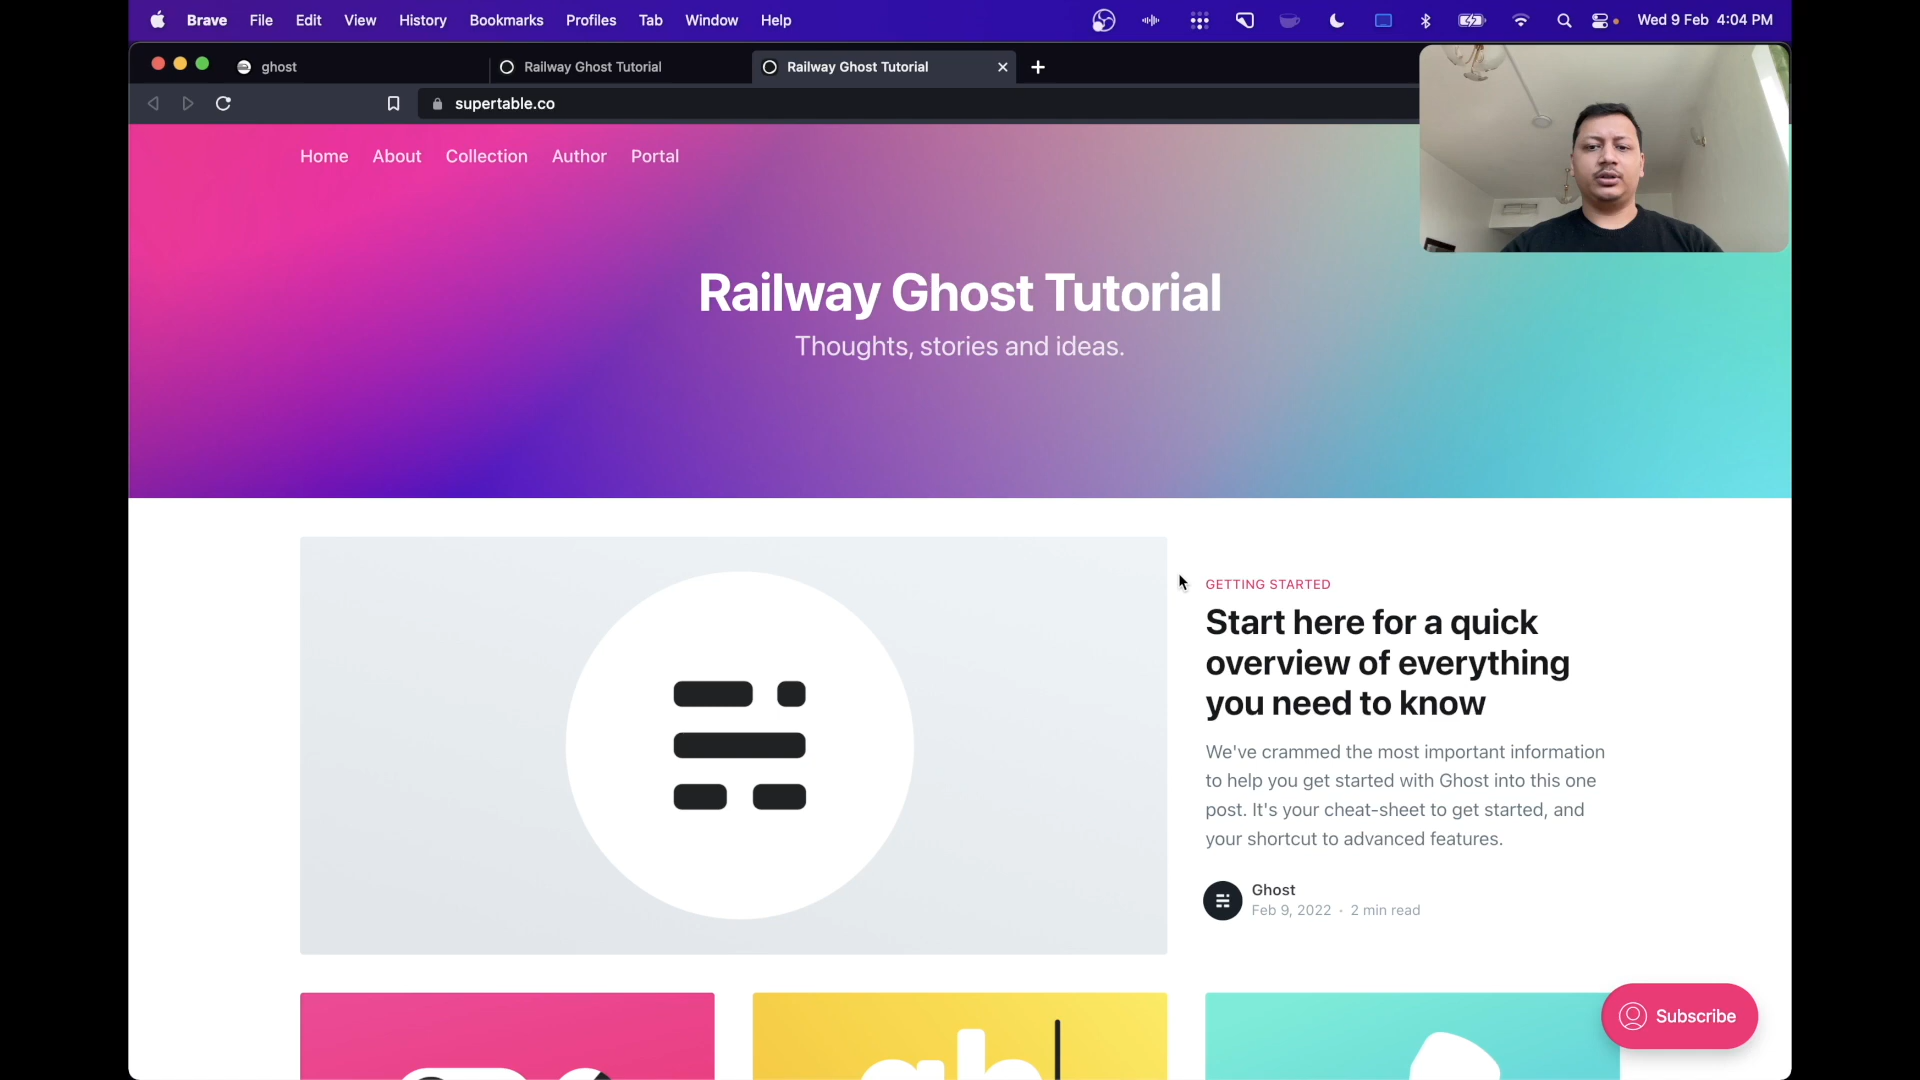 Brave File Edit View History Bookmarks Profiles Tab Window Help Wed 9 Feb 4:04 PM
ghost Railway Ghost Tutorial Railway Ghost Tutorial
supertable.co
Home About Collection Author Portal
Railway Ghost Tutorial
Thoughts, stories and ideas.
GETTING STARTED
Start here for a quick
overview of everything
you need to know
We've crammed the most important information
to help you get started with Ghost into this one
post. It's your cheat-sheet to get started, and
your shortcut to advanced features.
Ghost
Feb 9, 2022 · 2 min read
Subscribe